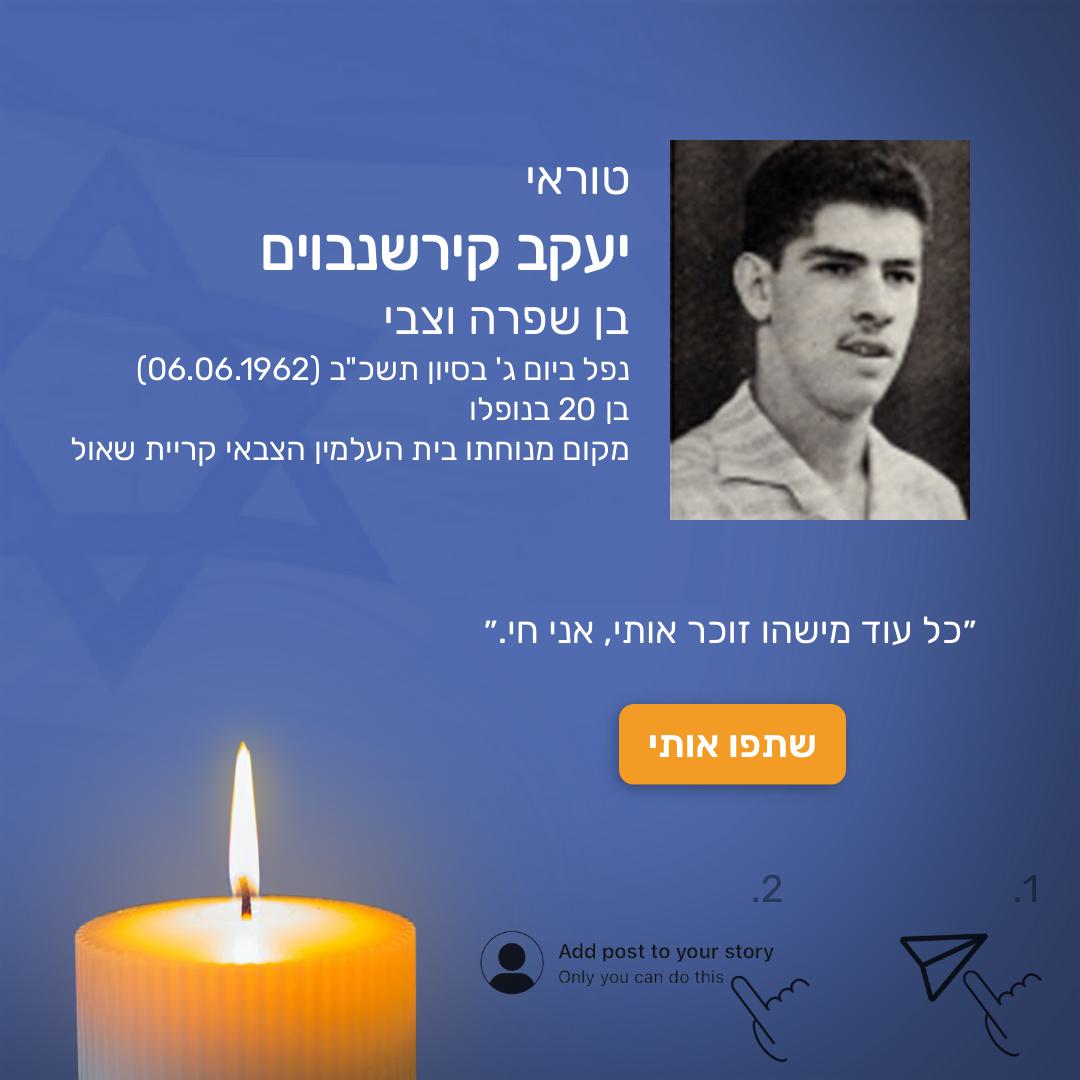 טוראי
יעקב קירשנבוים
בן שפרה וצבי
נפל ביום ג' בסיון תשכ"ב (06.06.1962)
בן 20 בנופלו
מקום מנוחתו בית העלמין הצבאי קריית שאול
״כל עוד מישהו זוכר אותי, אני חי.״
שתפו אותי
.1
.2
Add post to your story
Only you can do this